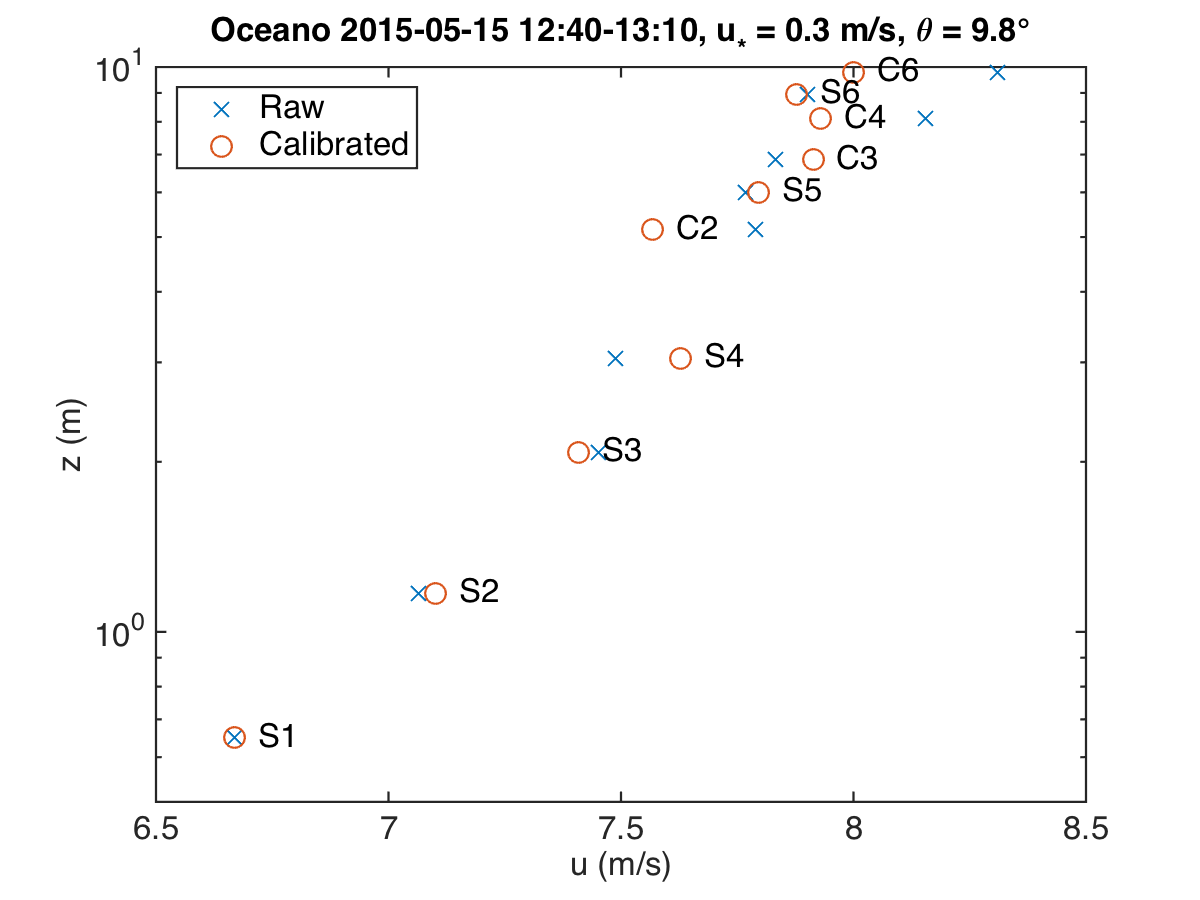 Oceano 2015-05-15 12:40-13:10, u* = 0.3 m/s, θ = 9.8°
10^1
Raw
Calibrated
C6
S6
C4
C3
S5
C2
S4
z (m)
S3
S2
10^0
S1
6.5 7 7.5 8 8.5
u (m/s)